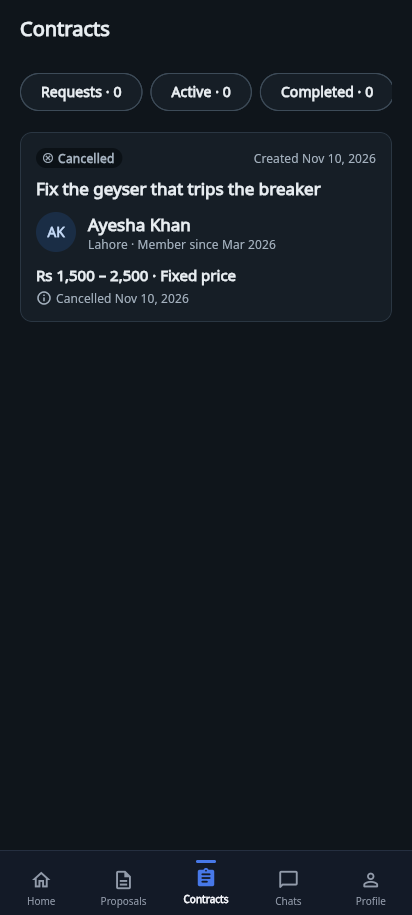 Contracts
Requests · 0
Active · 0
Completed · 0
Cancelled
Created Nov 10, 2026
Fix the geyser that trips the breaker
AK
Ayesha Khan
Lahore · Member since Mar 2026
Rs 1,500 – 2,500 · Fixed price
Cancelled Nov 10, 2026
Home
Proposals
Contracts
Chats
Profile